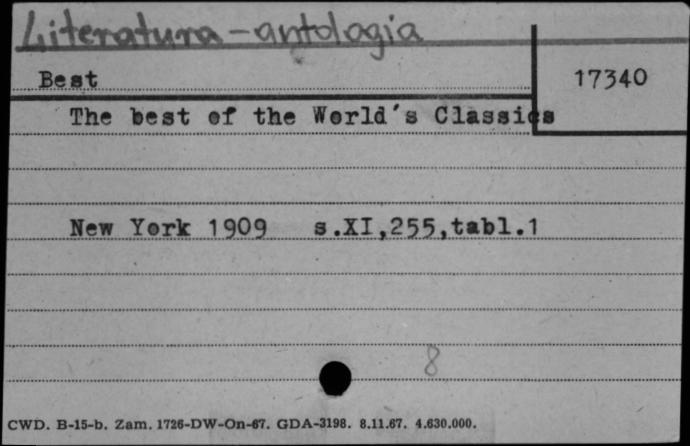 Literatura - antologia
Best
17340
The best of the World's Classics
New York 1909 s.XI,255,tabl.1
8
CWD. B-15-b. Zam. 1726-DW-On-67. GDA-3198. 8.11.67. 4.630.000.